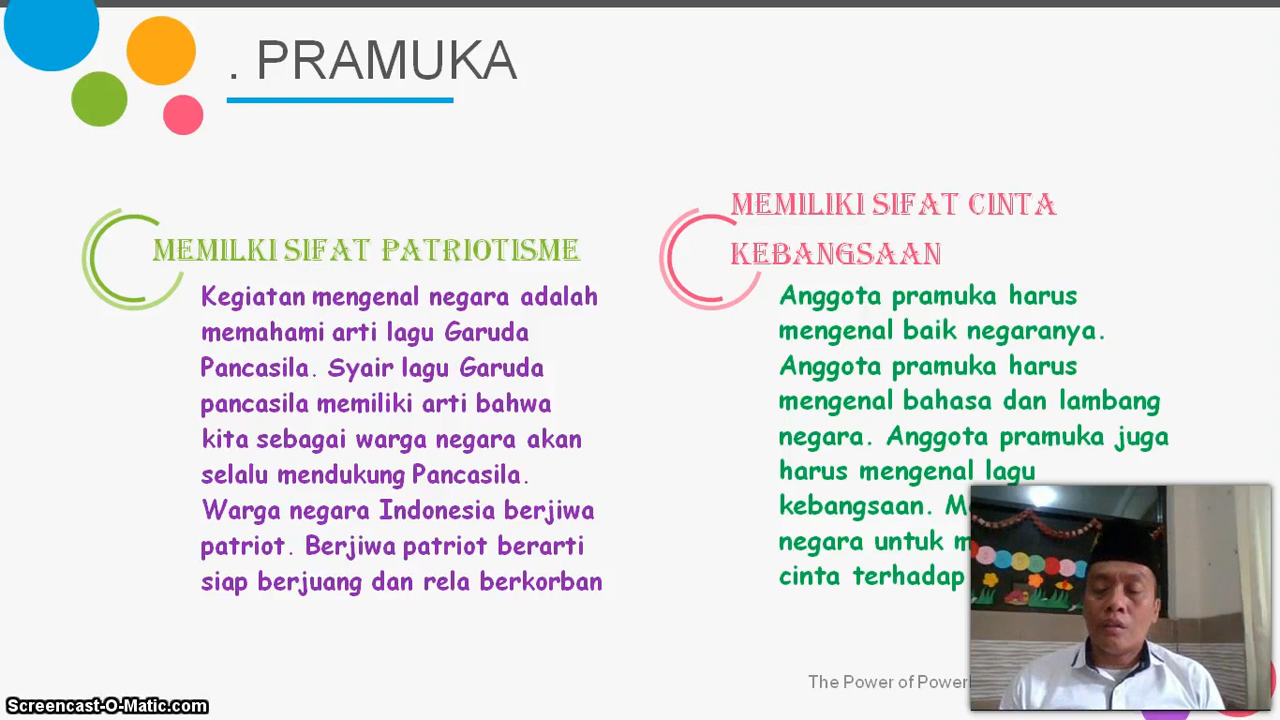 . PRAMUKA
MEMILKI SIFAT PATRIOTISME
Kegiatan mengenal negara adalah
memahami arti lagu Garuda
Pancasila. Syair lagu Garuda
pancasila memiliki arti bahwa
kita sebagai warga negara akan
selalu mendukung Pancasila.
Warga negara Indonesia berjiwa
patriot. Berjiwa patriot berarti
siap berjuang dan rela berkorban
MEMILIKI SIFAT CINTA
KEBANGSAAN
Anggota pramuka harus
mengenal baik negaranya.
Anggota pramuka harus
mengenal bahasa dan lambang
negara. Anggota pramuka juga
harus mengenal lagu
kebangsaan.
negara untuk
cinta terhadap
The Power of
Screencast-O-Matic.com